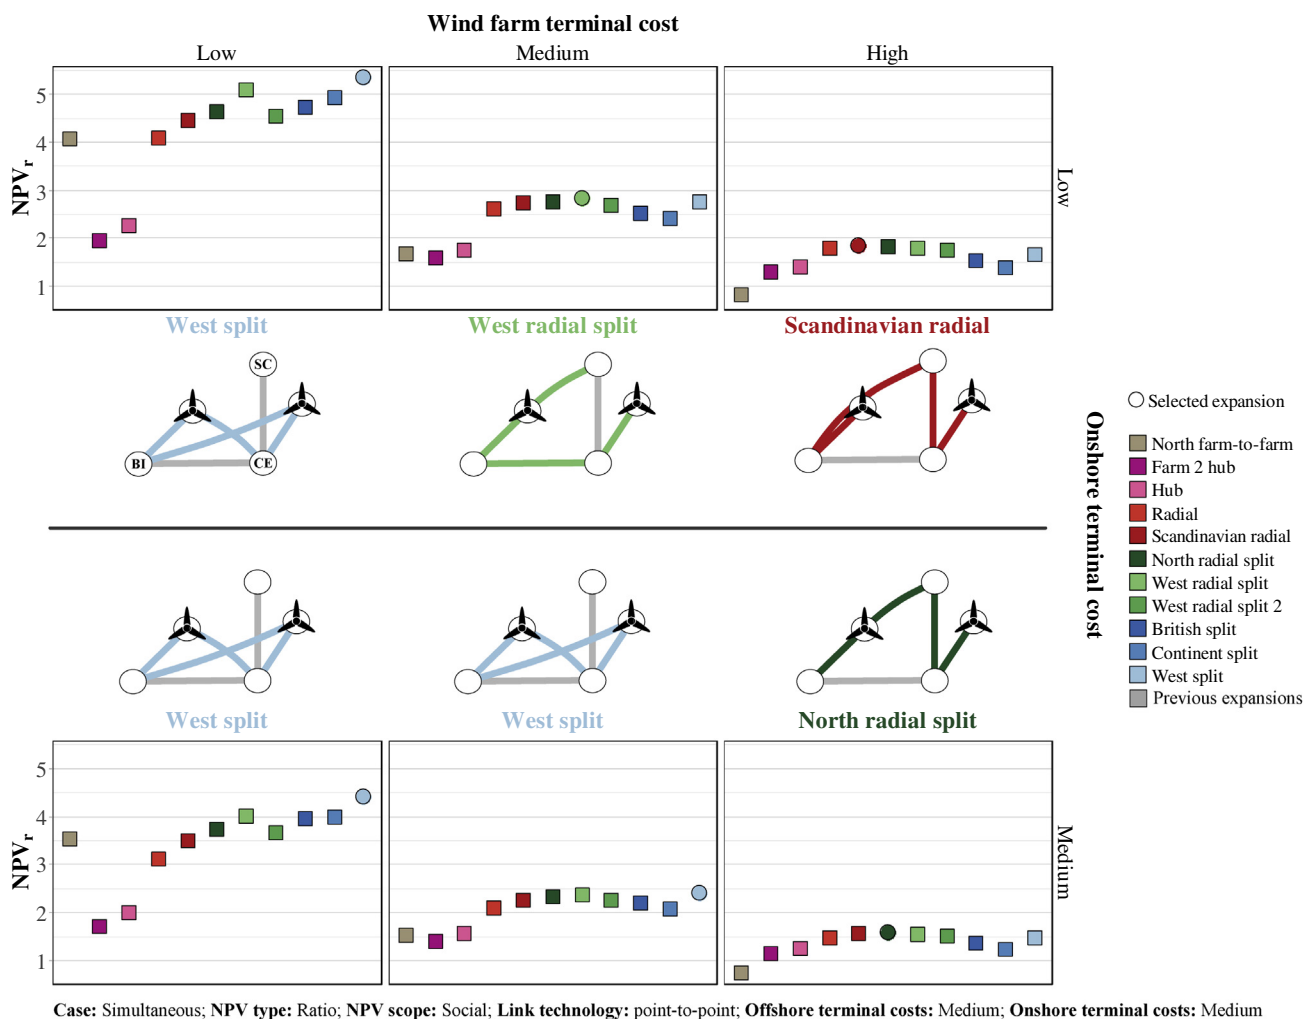 Wind farm terminal cost
Low
Medium
High
5
4
3
2
1
NPVr
Low
West split
West radial split
Scandinavian radial
SC
BI
CE
Onshore terminal cost
Selected expansion
North farm-to-farm
Farm 2 hub
Hub
Radial
Scandinavian radial
North radial split
West radial split
West radial split 2
British split
Continent split
West split
Previous expansions
West split
West split
North radial split
5
4
3
2
1
NPVr
Medium
Case: Simultaneous; NPV type: Ratio; NPV scope: Social; Link technology: point-to-point; Offshore terminal costs: Medium; Onshore terminal costs: Medium